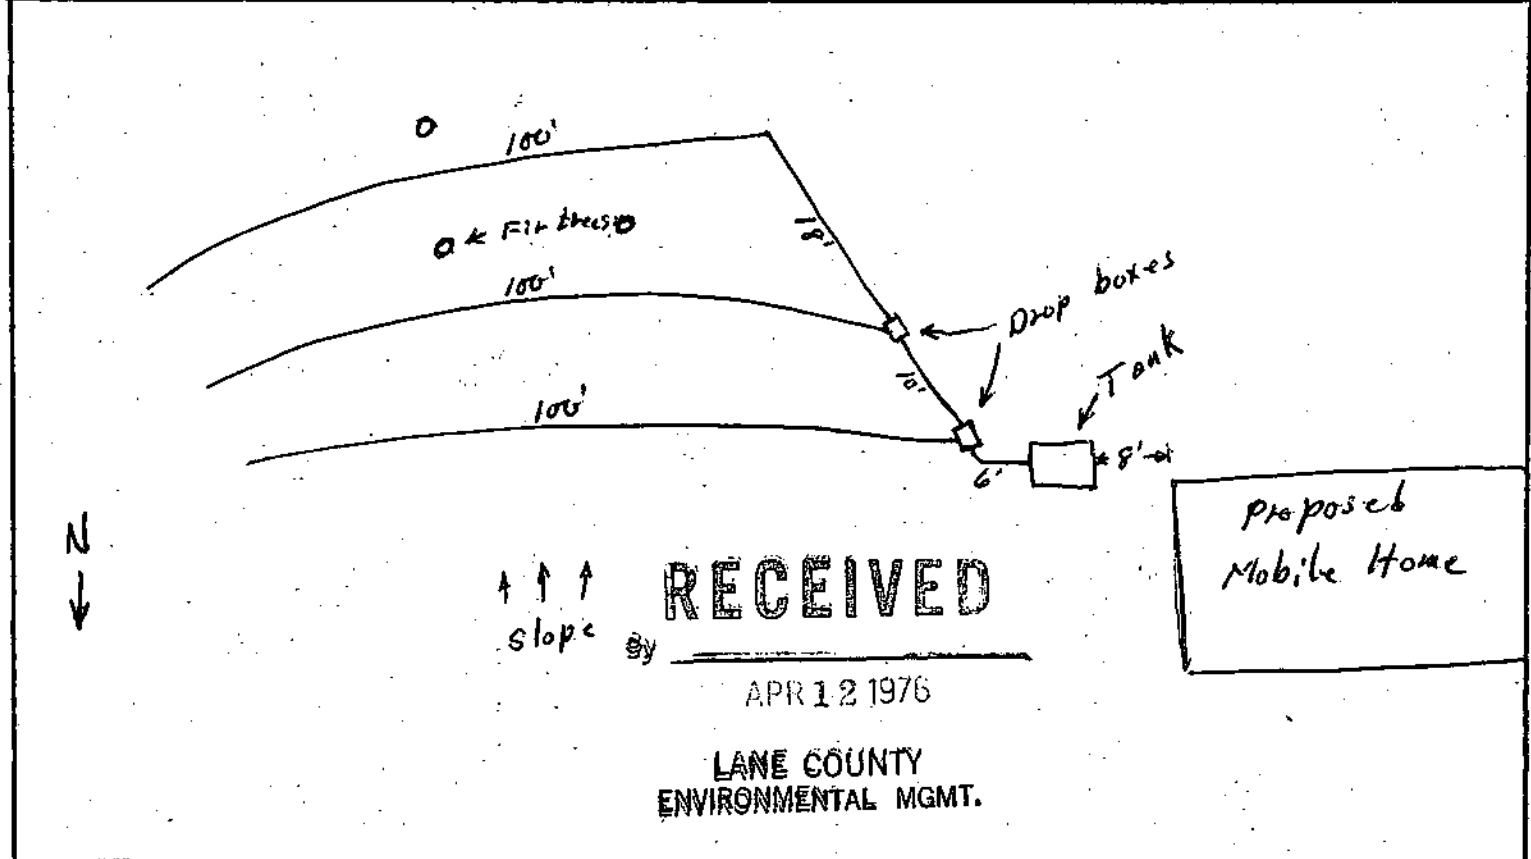 100'
Fir trees
18'
100'
Drop boxes
10'
Tank
100'
8'
6'
Proposed
Mobile Home
N
Slope
RECEIVED
By
APR 12 1976
LANE COUNTY
ENVIRONMENTAL MGMT.